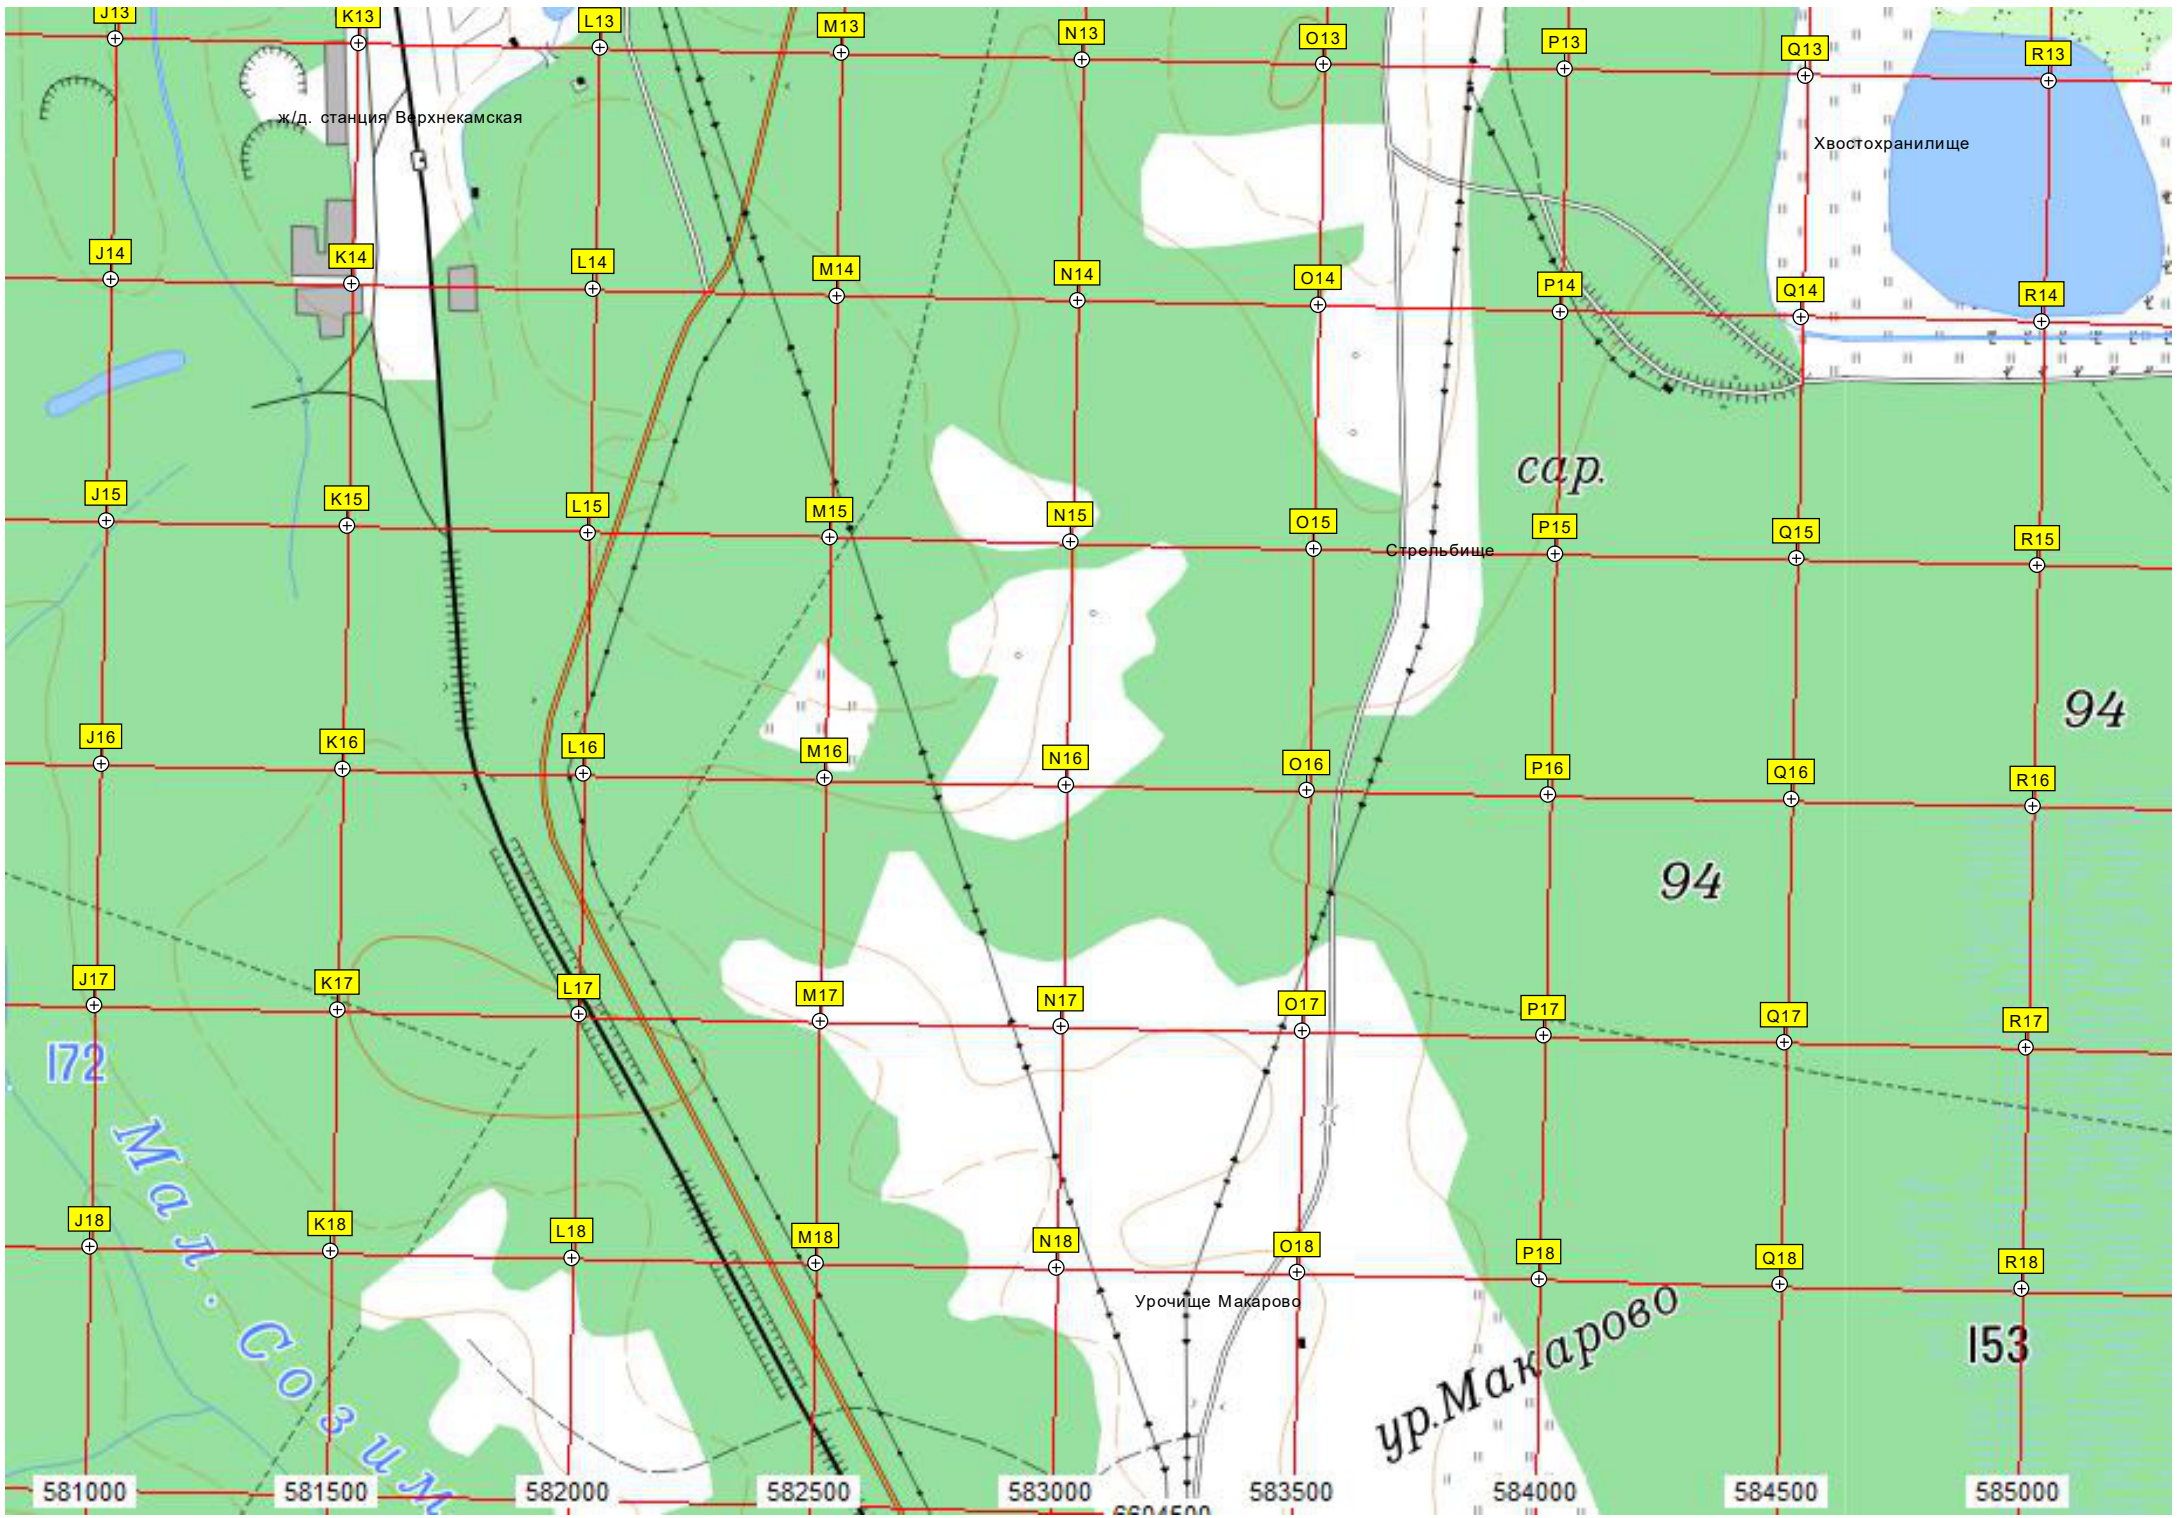 J13 K13 L13 M13 N13 O13 P13 Q13 R13
ж/д. станция Верхнекамская
Хвостохранилище
J14 K14 L14 M14 N14 O14 P14 Q14 R14
сар.
J15 K15 L15 M15 N15 O15 P15 Q15 R15
Стрельбище
94
J16 K16 L16 M16 N16 O16 P16 Q16 R16
94
J17 K17 L17 M17 N17 O17 P17 Q17 R17
172
Мал. Созим
J18 K18 L18 M18 N18 O18 P18 Q18 R18
Урочище Макарово
ур.Макарово
153
581000 581500 582000 582500 583000 583500 584000 584500 585000